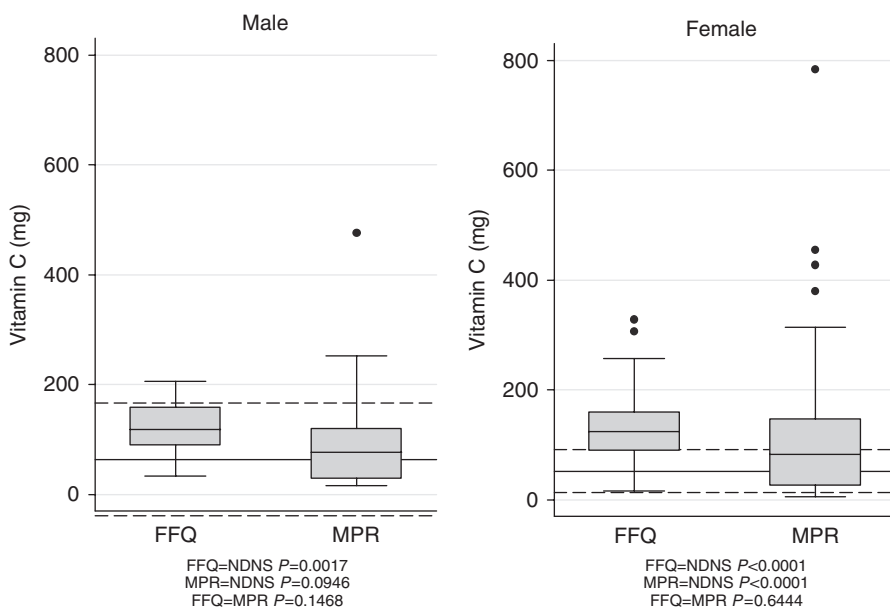 Male
800
600
400
200
0
Vitamin C (mg)
FFQ MPR
FFQ=NDNS P=0.0017
MPR=NDNS P=0.0946
FFQ=MPR P=0.1468
Female
800
600
400
200
0
Vitamin C (mg)
FFQ MPR
FFQ=NDNS P<0.0001
MPR=NDNS P<0.0001
FFQ=MPR P=0.6444